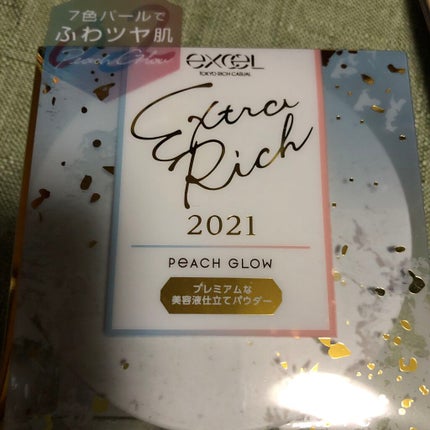 7色パールで
ふわツヤ肌
Peach Glow
excel
TOKYO RICH CASUAL
Extra
Rich
2021
PEACH GLOW
プレミアムな
美容液仕立てパウダー